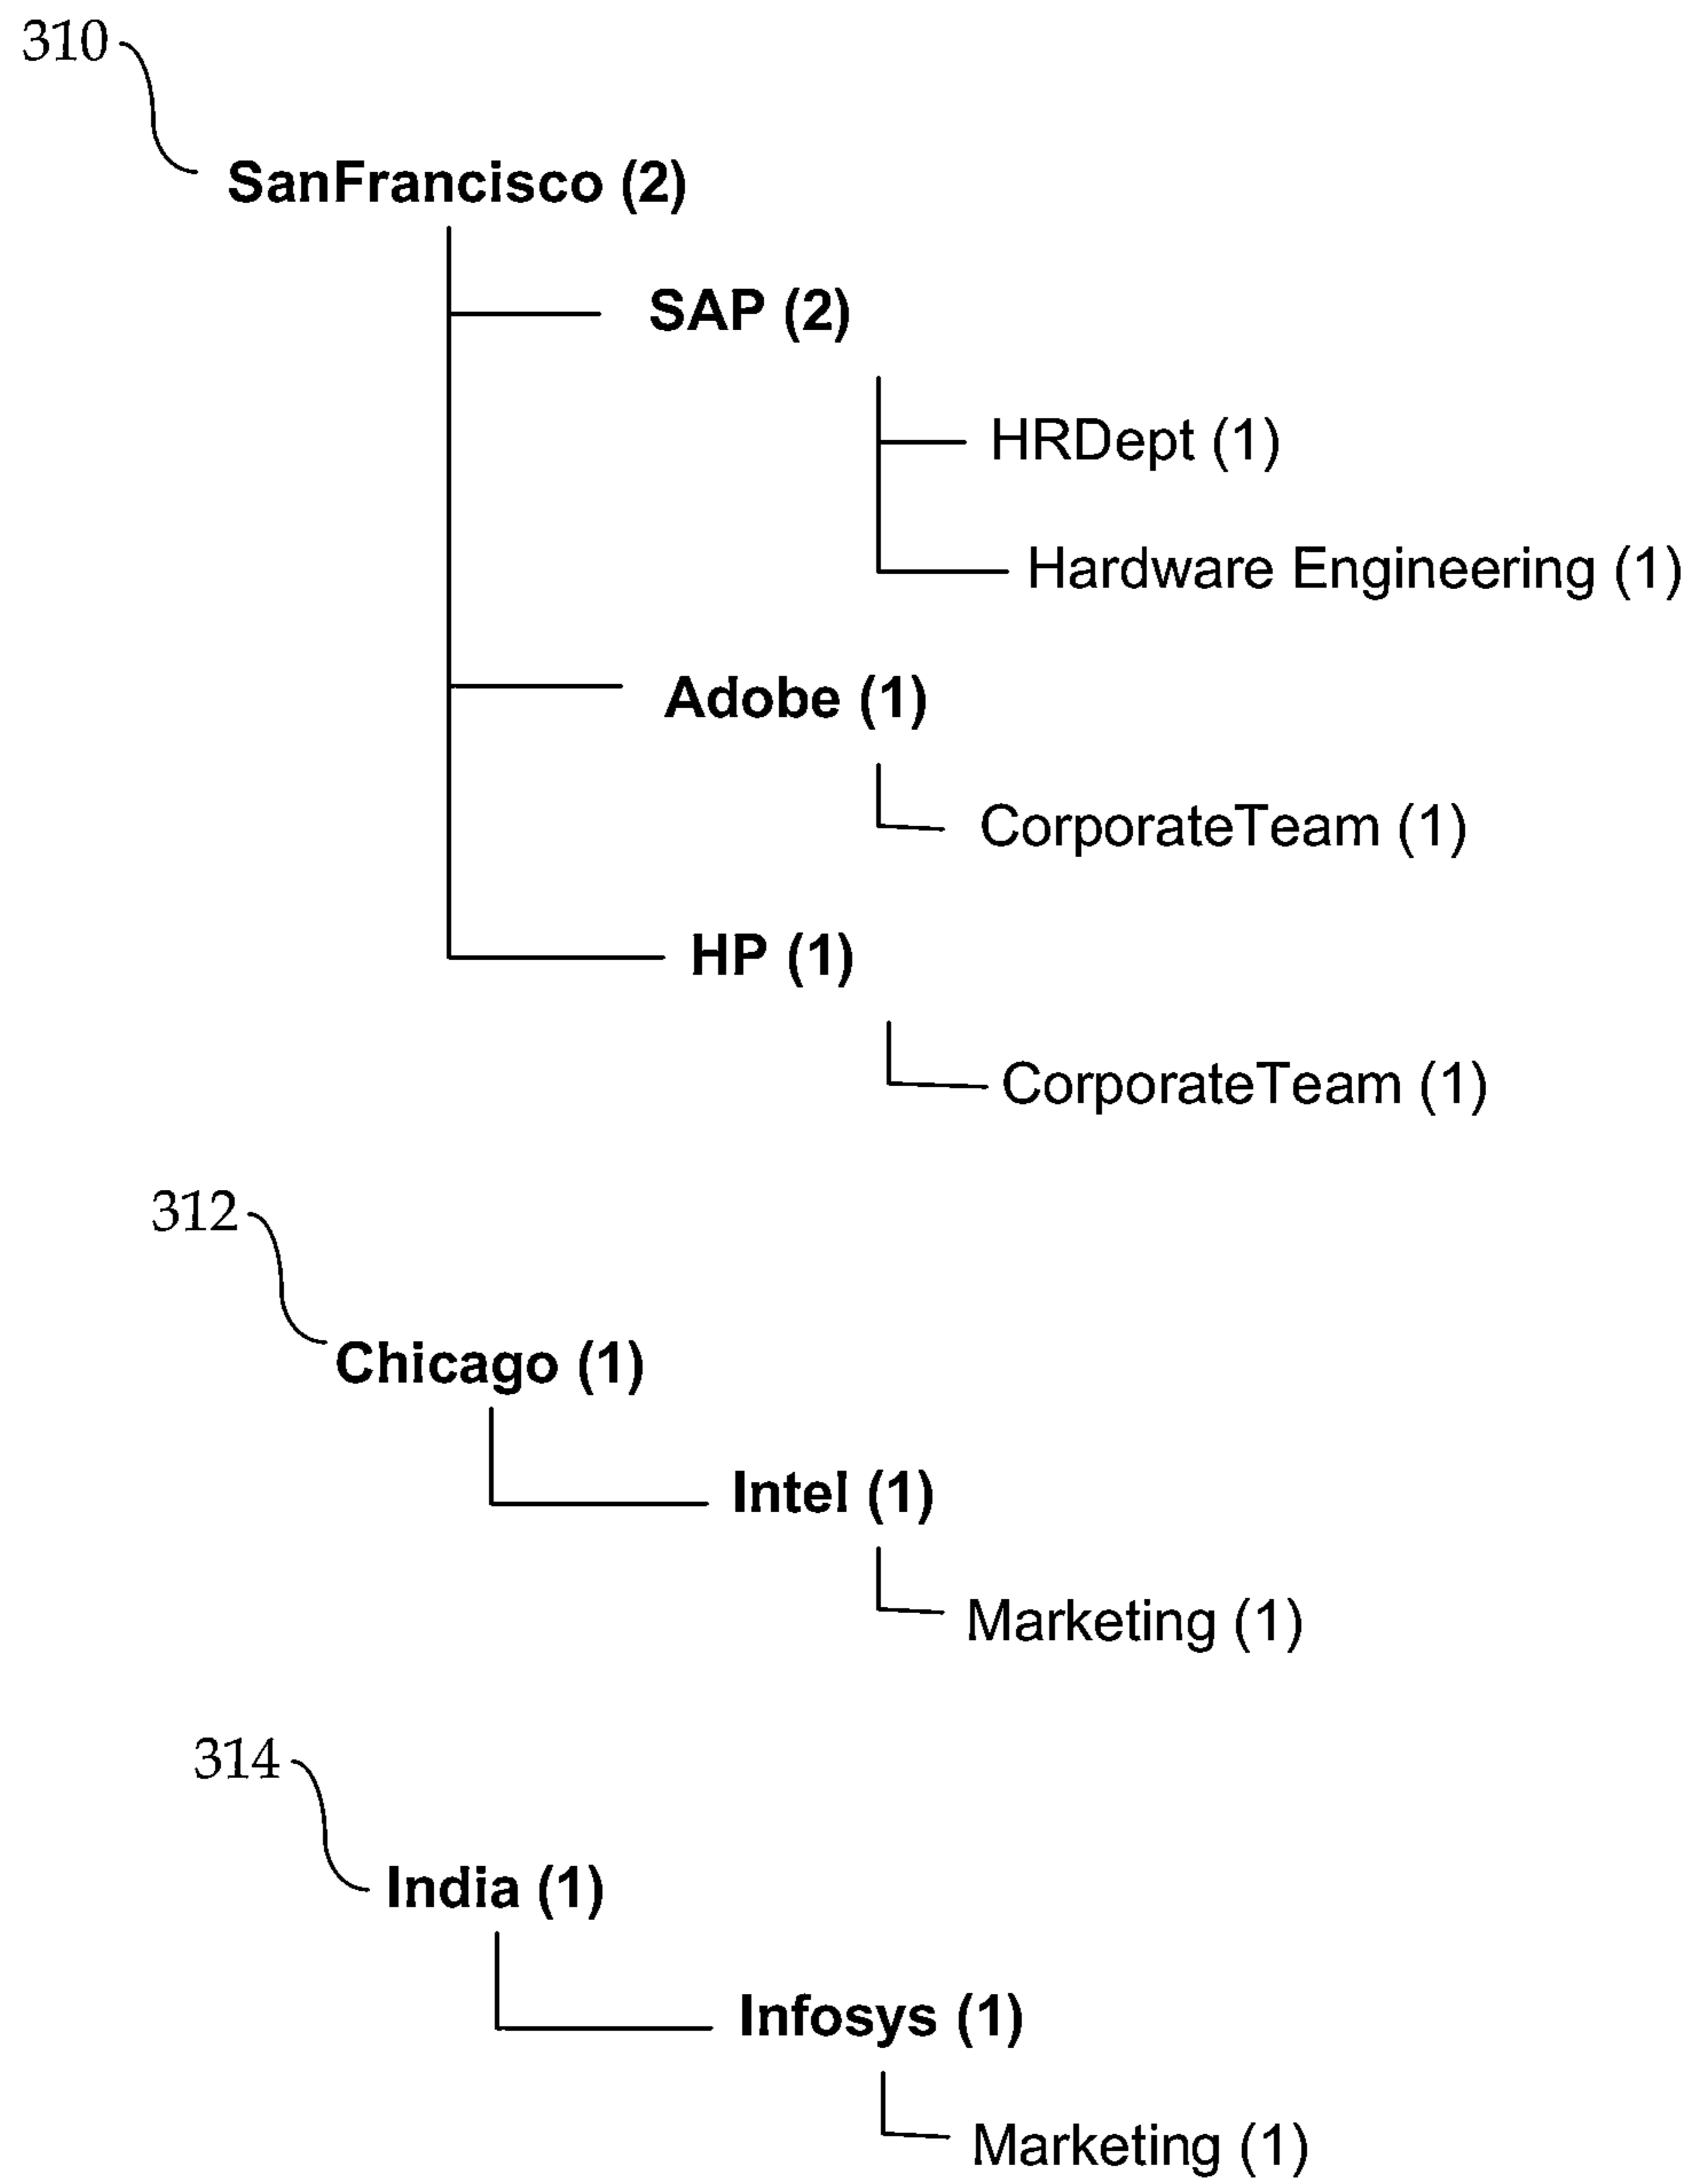 310
SanFrancisco (2)
SAP (2)
HRDept (1)
Hardware Engineering (1)
Adobe (1)
CorporateTeam (1)
HP (1)
CorporateTeam (1)
312
Chicago (1)
Intel (1)
Marketing (1)
314
India (1)
Infosys (1)
Marketing (1)